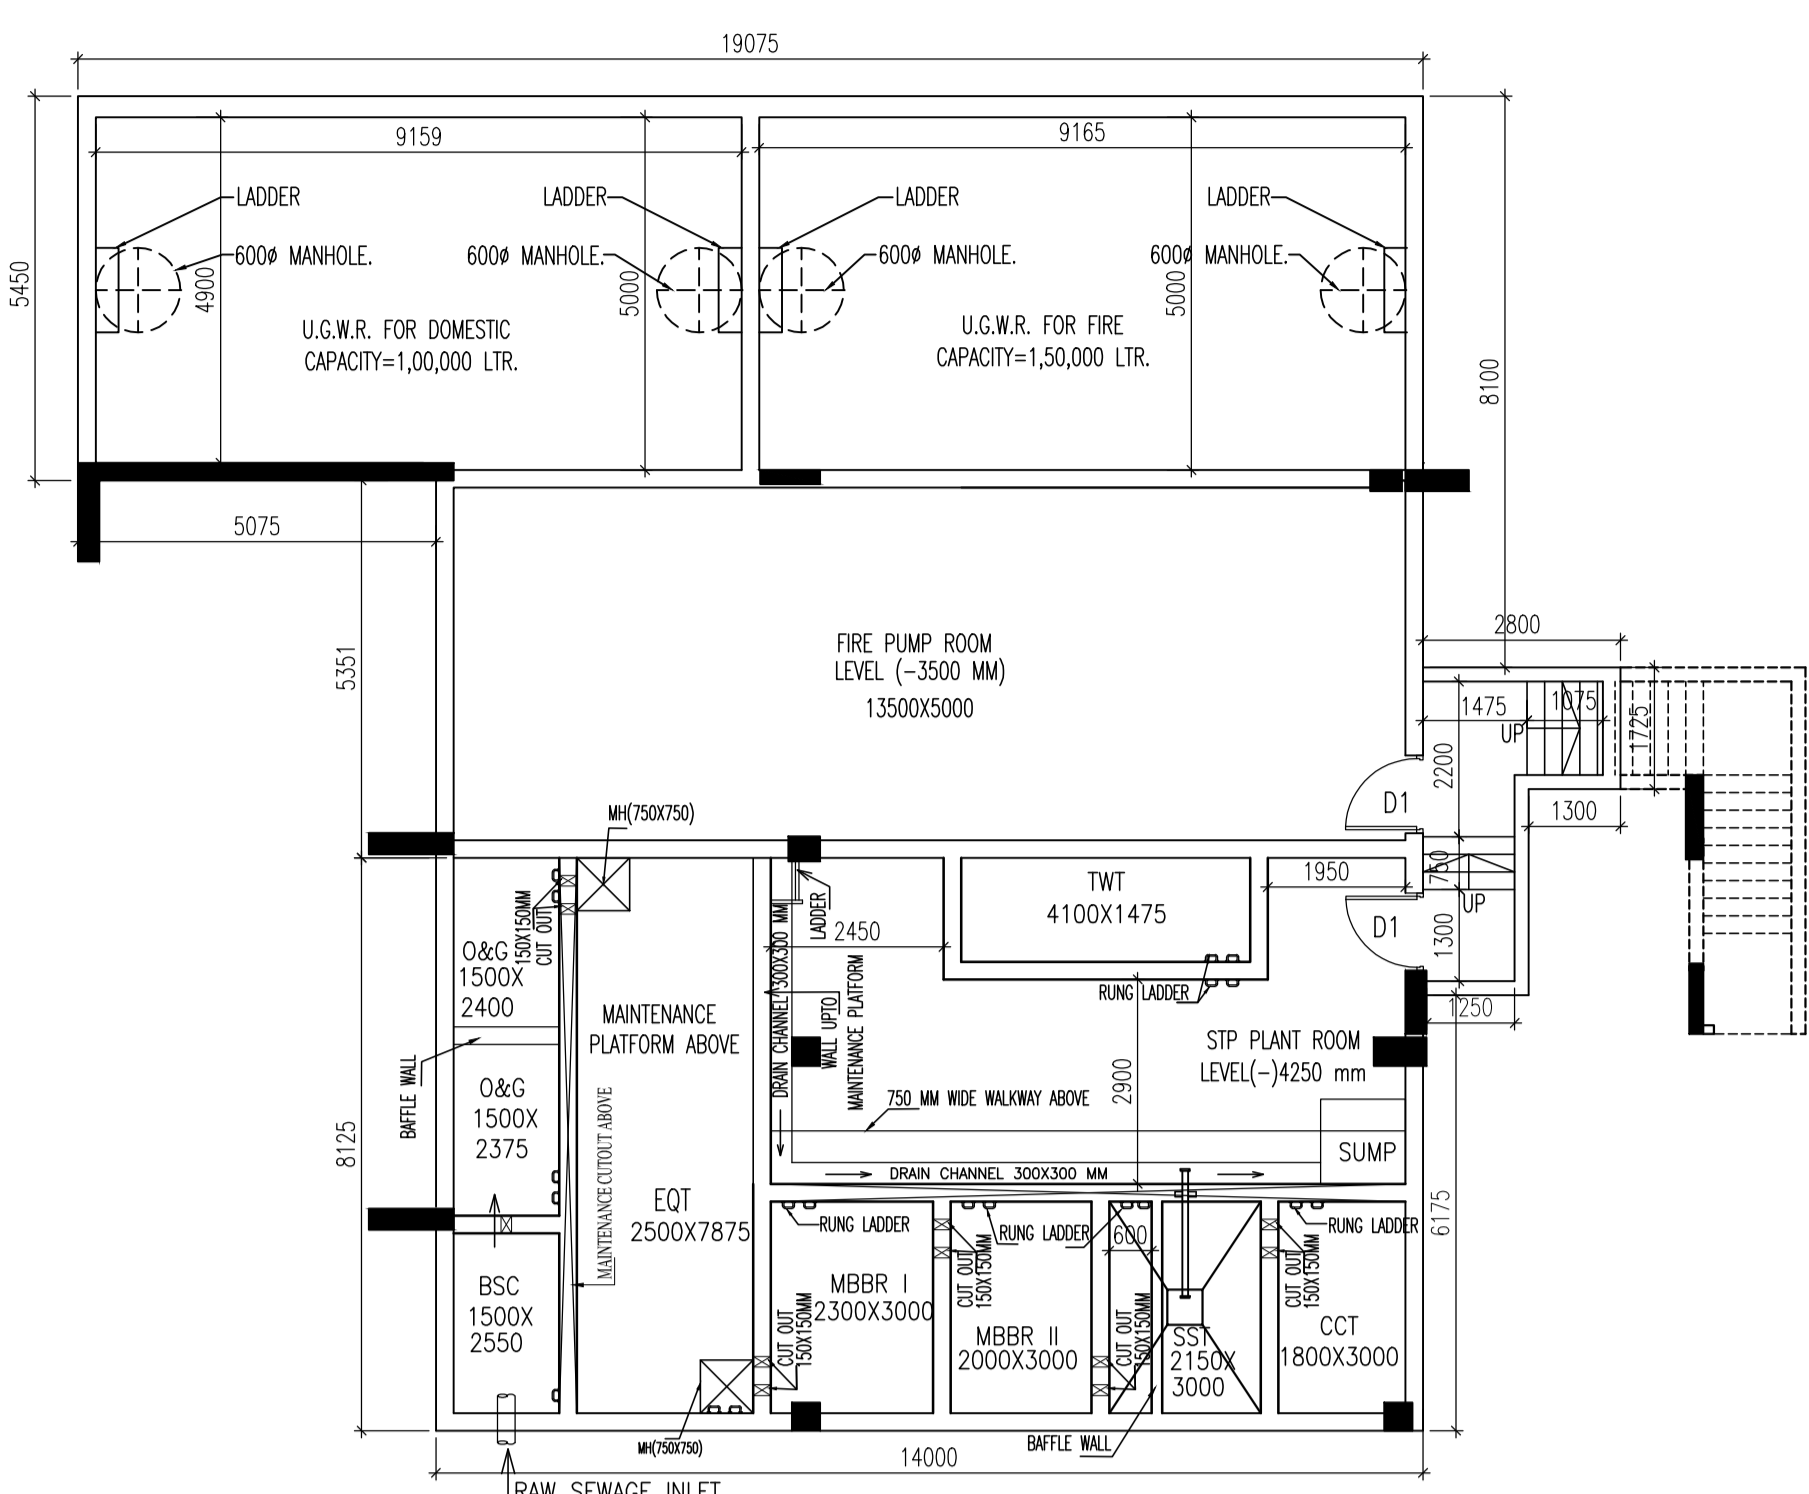 19075
9159
9165
LADDER
LADDER
LADDER
LADDER
600ø MANHOLE.
600ø MANHOLE.
600ø MANHOLE.
600ø MANHOLE.
5450
4900
5000
5000
8100
U.G.W.R. FOR DOMESTIC
CAPACITY=1,00,000 LTR.
U.G.W.R. FOR FIRE
CAPACITY=1,50,000 LTR.
5075
5351
FIRE PUMP ROOM
LEVEL (-3500 MM)
13500X5000
2800
1475
1075
1725
UP
2200
1300
D1
MH(750X750)
750
UP
1950
TWT
4100X1475
D1
1300
1250
150X150MM
CUT OUT
O&G
1500X
2400
LADDER
2450
DRAIN CHANNEL 300X300 MM
WALL UPTO
MAINTENANCE PLATFORM
RUNG LADDER
MAINTENANCE
PLATFORM ABOVE
STP PLANT ROOM
LEVEL(-)4250 mm
2900
BAFFLE WALL
O&G
1500X
2375
MAINTENANCE CUTOUT ABOVE
750 MM WIDE WALKWAY ABOVE
SUMP
8125
DRAIN CHANNEL 300X300 MM
6175
EQT
2500X7875
RUNG LADDER
RUNG LADDER
600
RUNG LADDER
BSC
1500X
2550
MBBR I
2300X3000
CUT OUT
150X150MM
CUT OUT
150X150MM
MBBR II
2000X3000
CUT OUT
150X150MM
SST
2150X
3000
CUT OUT
150X150MM
CCT
1800X3000
MH(750X750)
BAFFLE WALL
14000
RAW SEWAGE INLET